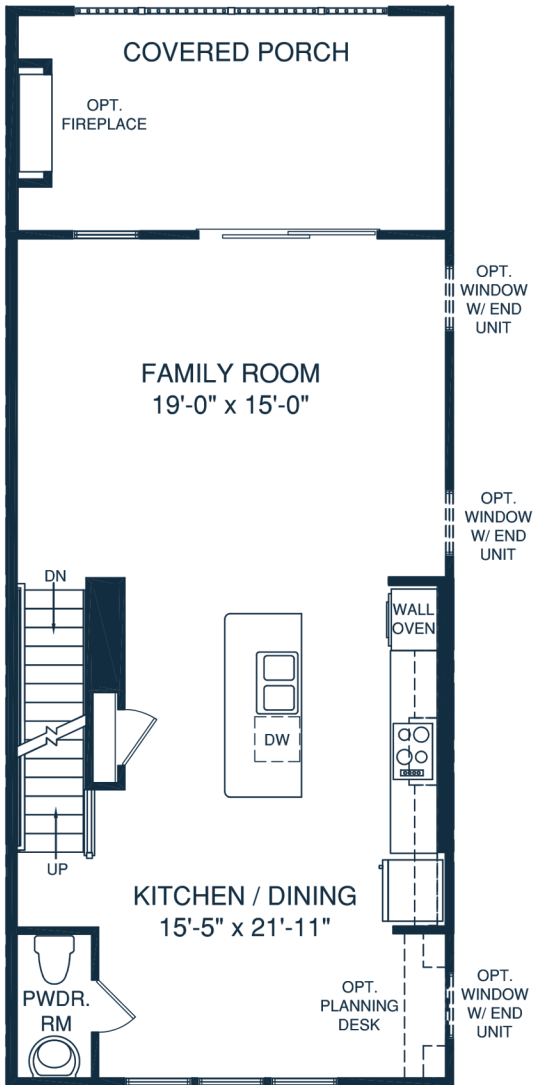 COVERED PORCH
OPT.
FIREPLACE
OPT.
WINDOW
W/ END
UNIT
FAMILY ROOM
19'-0" x 15'-0"
OPT.
WINDOW
W/ END
UNIT
DN
WALL
OVEN
DW
UP
KITCHEN / DINING
15'-5" x 21'-11"
PWDR.
RM
OPT.
PLANNING
DESK
OPT.
WINDOW
W/ END
UNIT